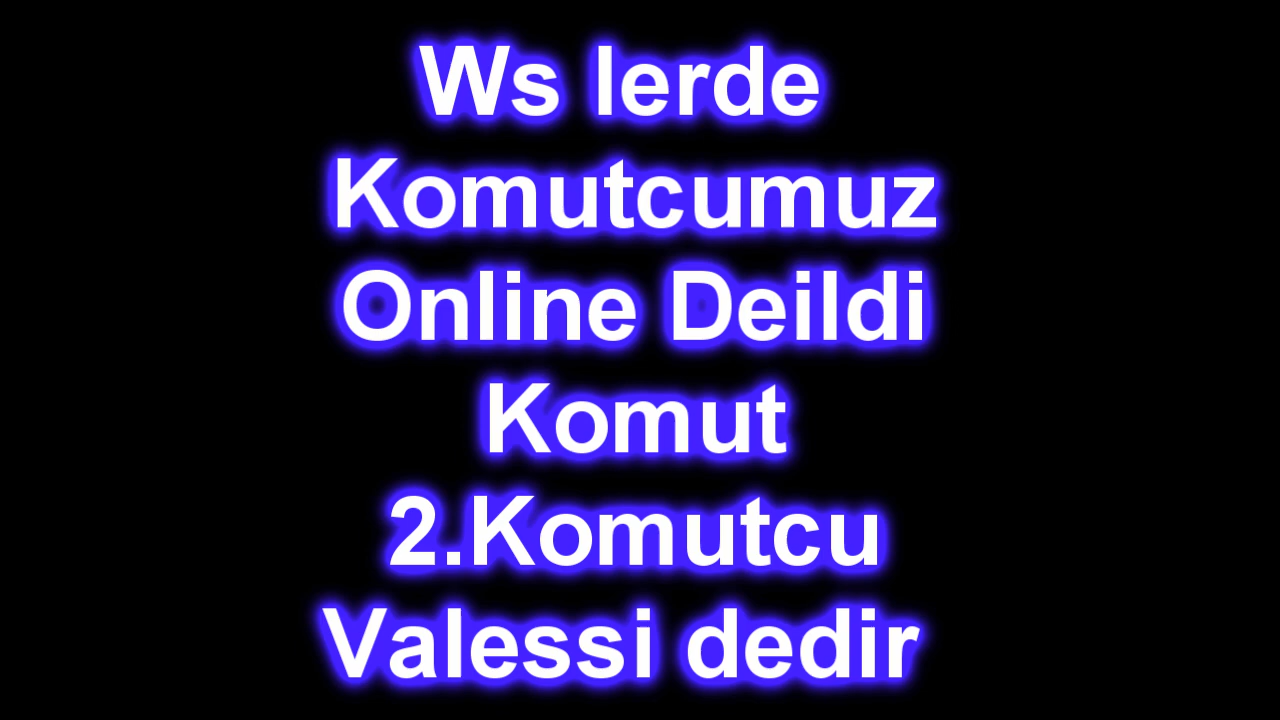 Ws lerde
Komutcumuz
Online Deildi
Komut
2.Komutcu
Valessi dedir